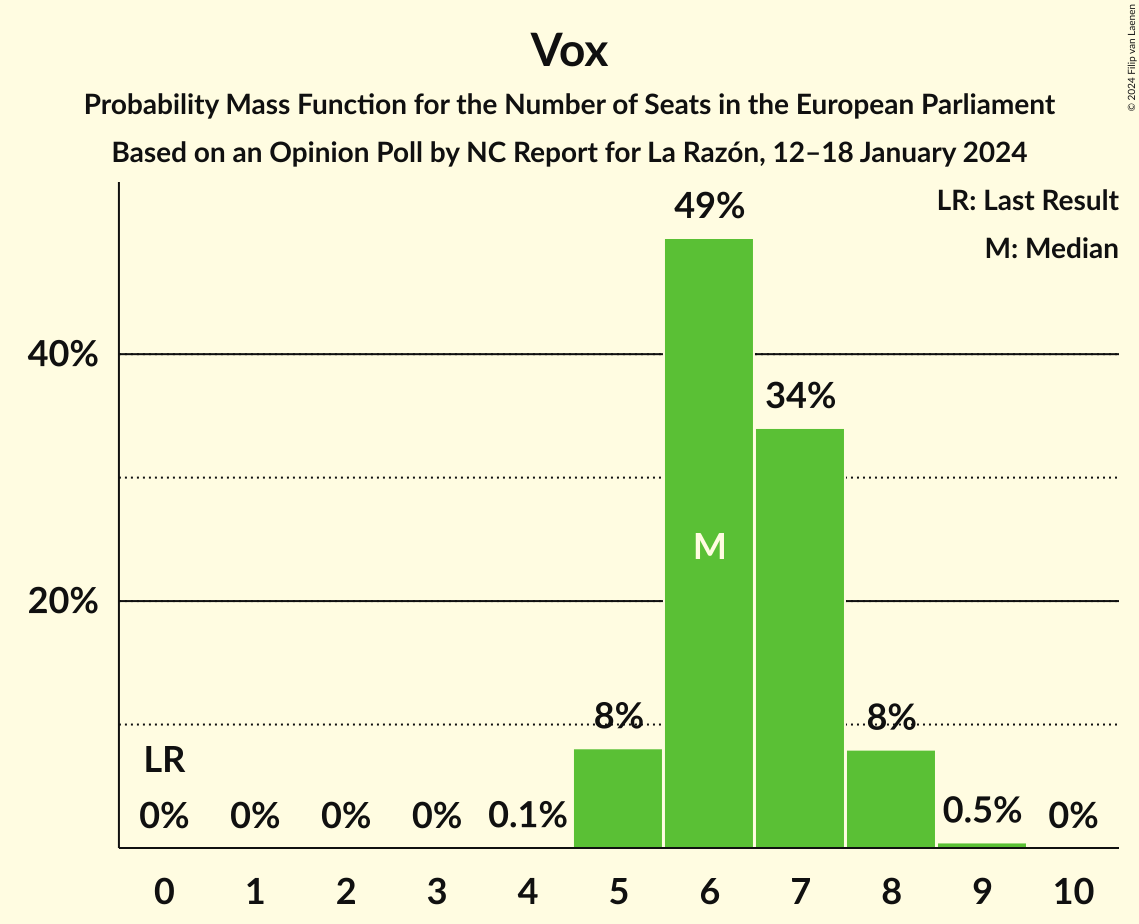 Vox
Probability Mass Function for the Number of Seats in the European Parliament
Based on an Opinion Poll by NC Report for La Razón, 12–18 January 2024
© 2024 Filip van Laenen
LR: Last Result
M: Median
49%
40%
34%
M
20%
8%
8%
LR
0%
0%
0%
0%
0.1%
0.5%
0%
0 1 2 3 4 5 6 7 8 9 10